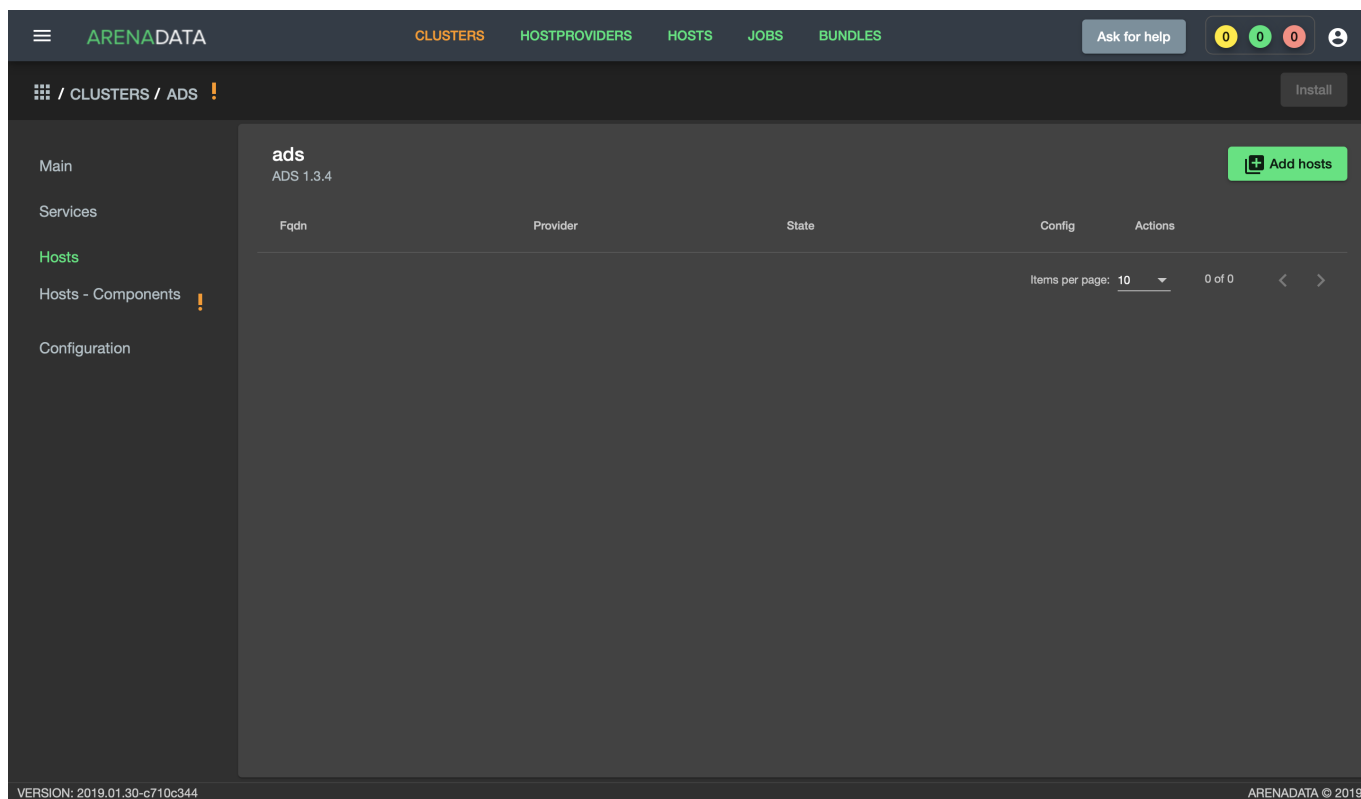 ARENADATA CLUSTERS HOSTPROVIDERS HOSTS JOBS BUNDLES Ask for help 0 0 0
/ CLUSTERS / ADS ! Install
Main
Services
Hosts
Hosts - Components !
Configuration
ads
ADS 1.3.4
Add hosts
Fqdn Provider State Config Actions
Items per page: 10 0 of 0
VERSION: 2019.01.30-c710c344 ARENADATA © 2019